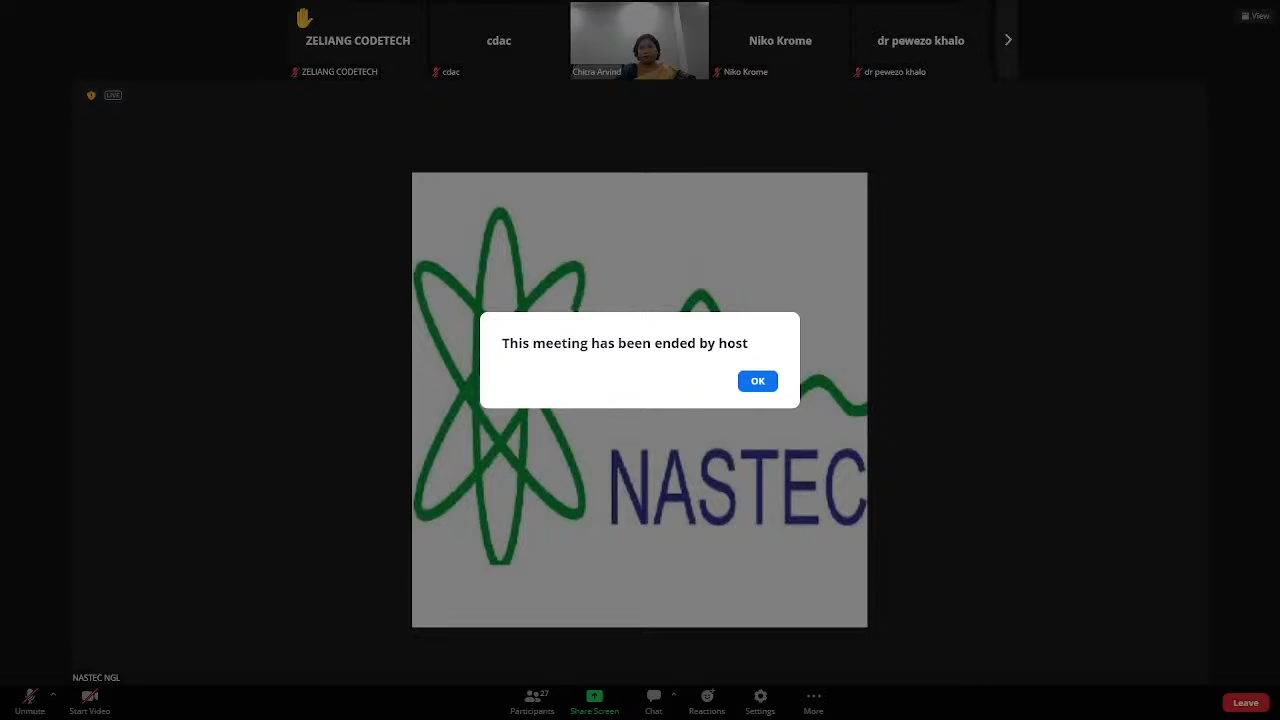 View
ZELIANG CODETECH
cdac
Niko Krome
dr pewezo khalo
ZELIANG CODETECH
cdac
Chitra Arvind
Niko Krome
dr pewezo khalo
LIVE
This meeting has been ended by host
OK
NASTEC
NASTEC NGL
27
Unmute
Start Video
Participants
Share Screen
Chat
Reactions
Settings
More
Leave